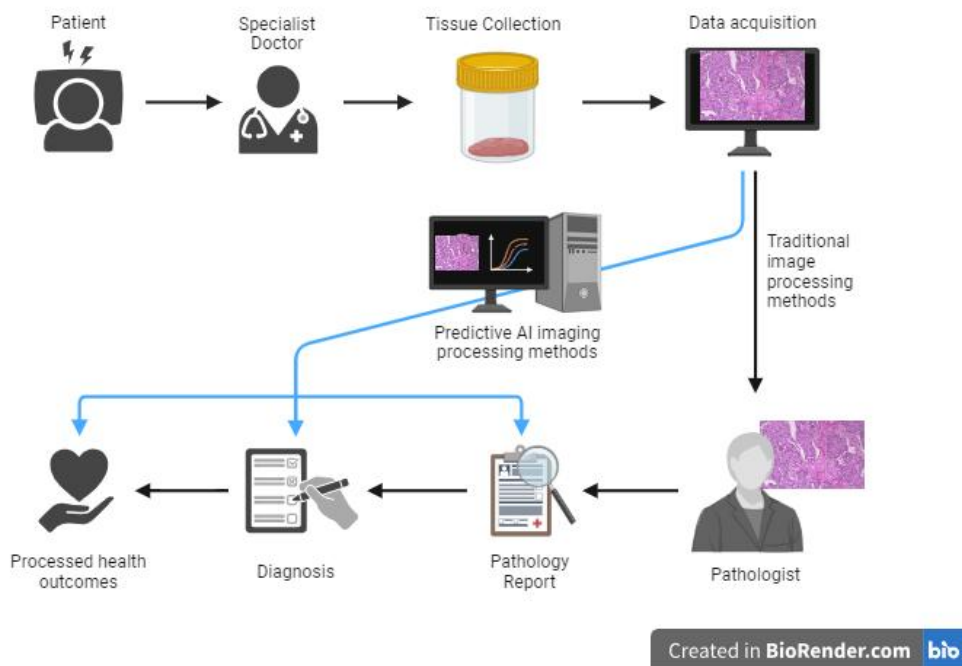 Patient
Specialist
Doctor
Tissue Collection
Data acquisition
Traditional
image
processing
methods
Predictive AI imaging
processing methods
Processed health
outcomes
Diagnosis
Pathology
Report
Pathologist
Created in BioRender.com bio